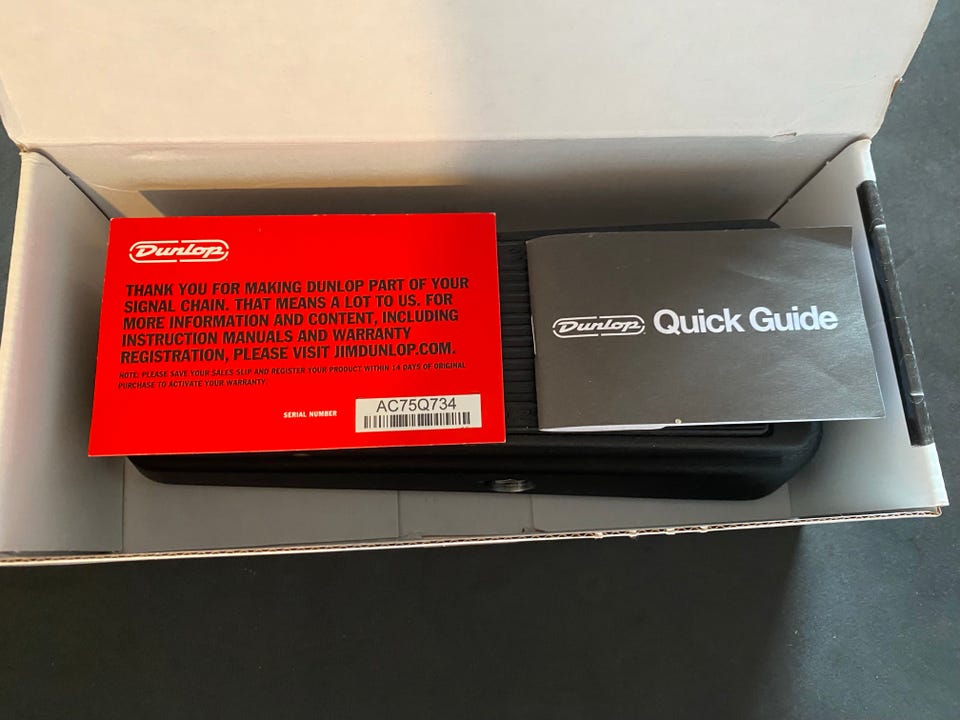 Dunlop
THANK YOU FOR MAKING DUNLOP PART OF YOUR
SIGNAL CHAIN. THAT MEANS A LOT TO US. FOR
MORE INFORMATION AND CONTENT, INCLUDING
INSTRUCTION MANUALS AND WARRANTY
REGISTRATION, PLEASE VISIT JIMDUNLOP.COM.
NOTE: PLEASE SAVE YOUR SALES SLIP AND REGISTER YOUR PRODUCT WITHIN 14 DAYS OF ORIGINAL
PURCHASE TO ACTIVATE YOUR WARRANTY.
SERIAL NUMBER
AC75Q734
Dunlop Quick Guide